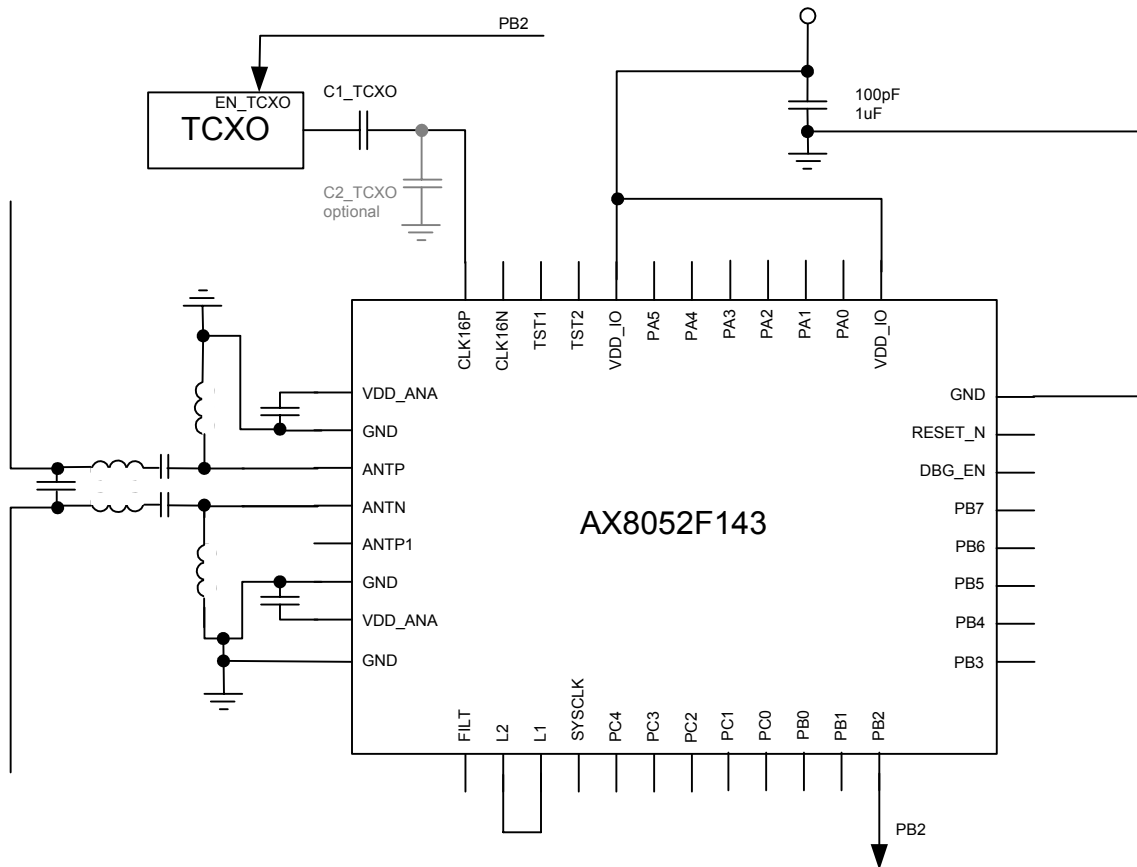 PB2
EN_TCXO
TCXO
C1_TCXO
C2_TCXO
optional
100pF
1uF
CLK16P
CLK16N
TST1
TST2
VDD_IO
PA5
PA4
PA3
PA2
PA1
PA0
VDD_IO
VDD_ANA
GND
ANTP
ANTN
ANTP1
GND
VDD_ANA
GND
AX8052F143
GND
RESET_N
DBG_EN
PB7
PB6
PB5
PB4
PB3
FILT
L2
L1
SYSCLK
PC4
PC3
PC2
PC1
PC0
PB0
PB1
PB2
PB2